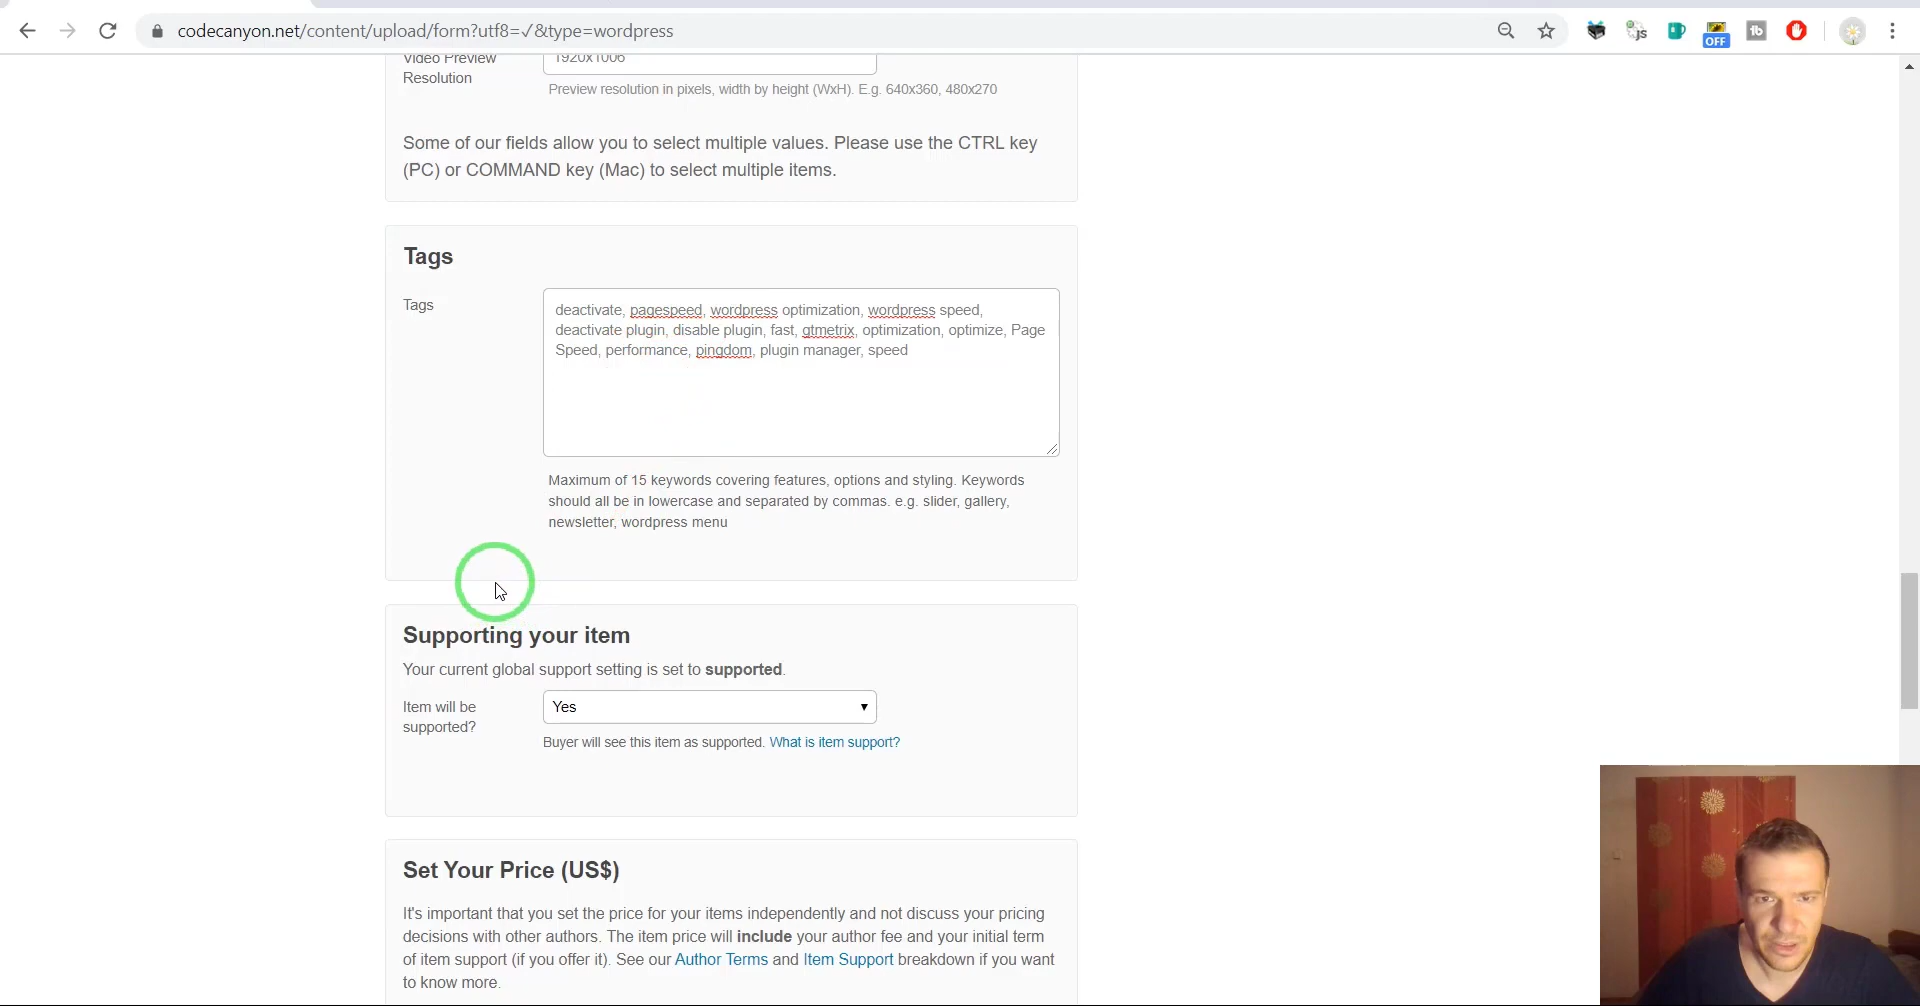 codecanyon.net/content/upload/form?utf8=✓&type=wordpress
OFF
Video Preview
Resolution
1920x1006
Preview resolution in pixels, width by height (WxH). E.g. 640x360, 480x270
Some of our fields allow you to select multiple values. Please use the CTRL key
(PC) or COMMAND key (Mac) to select multiple items.
Tags
Tags
deactivate, pagespeed, wordpress optimization, wordpress speed,
deactivate plugin, disable plugin, fast, gtmetrix, optimization, optimize, Page
Speed, performance, pingdom, plugin manager, speed
Maximum of 15 keywords covering features, options and styling. Keywords
should all be in lowercase and separated by commas. e.g. slider, gallery,
newsletter, wordpress menu
Supporting your item
Your current global support setting is set to supported.
Item will be
supported?
Yes
Buyer will see this item as supported. What is item support?
Set Your Price (US$)
It's important that you set the price for your items independently and not discuss your pricing
decisions with other authors. The item price will include your author fee and your initial term
of item support (if you offer it). See our Author Terms and Item Support breakdown if you want
to know more.